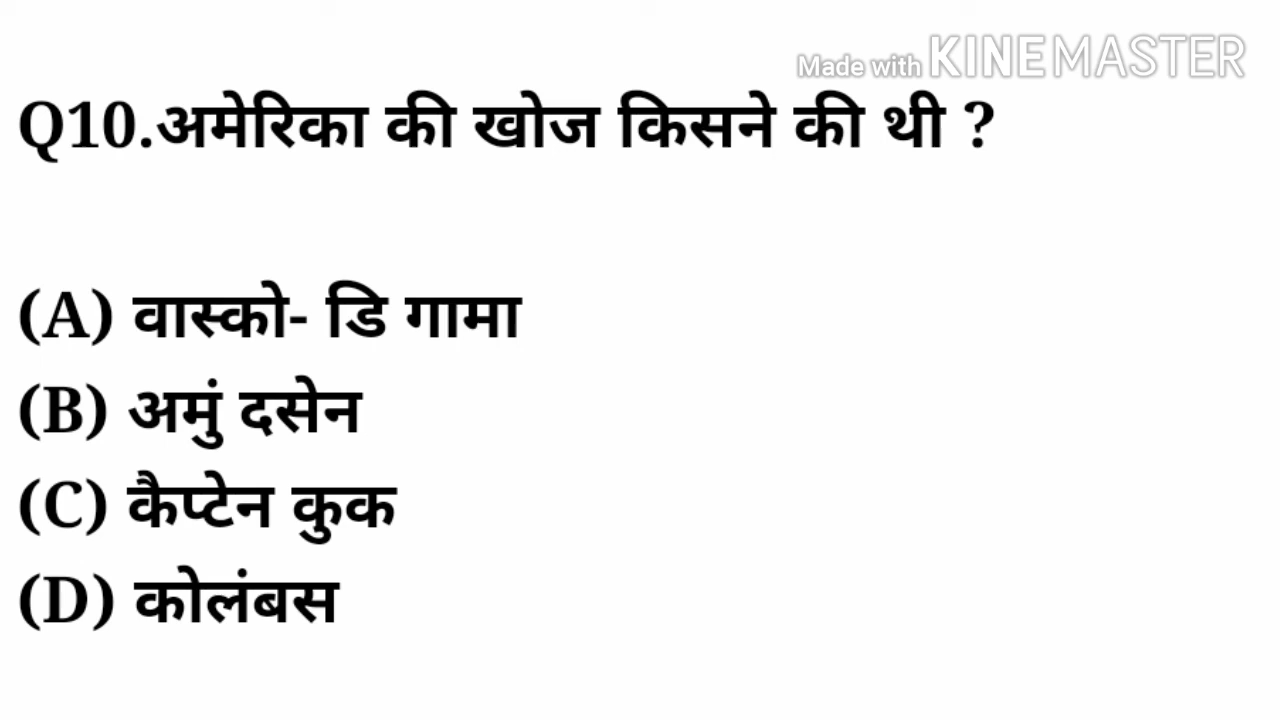 Made with KINEMASTER
Q10.अमेरिका की खोज किसने की थी ?
(A) वास्को- डि गामा
(B) अमुं दसेन
(C) कैप्टेन कुक
(D) कोलंबस